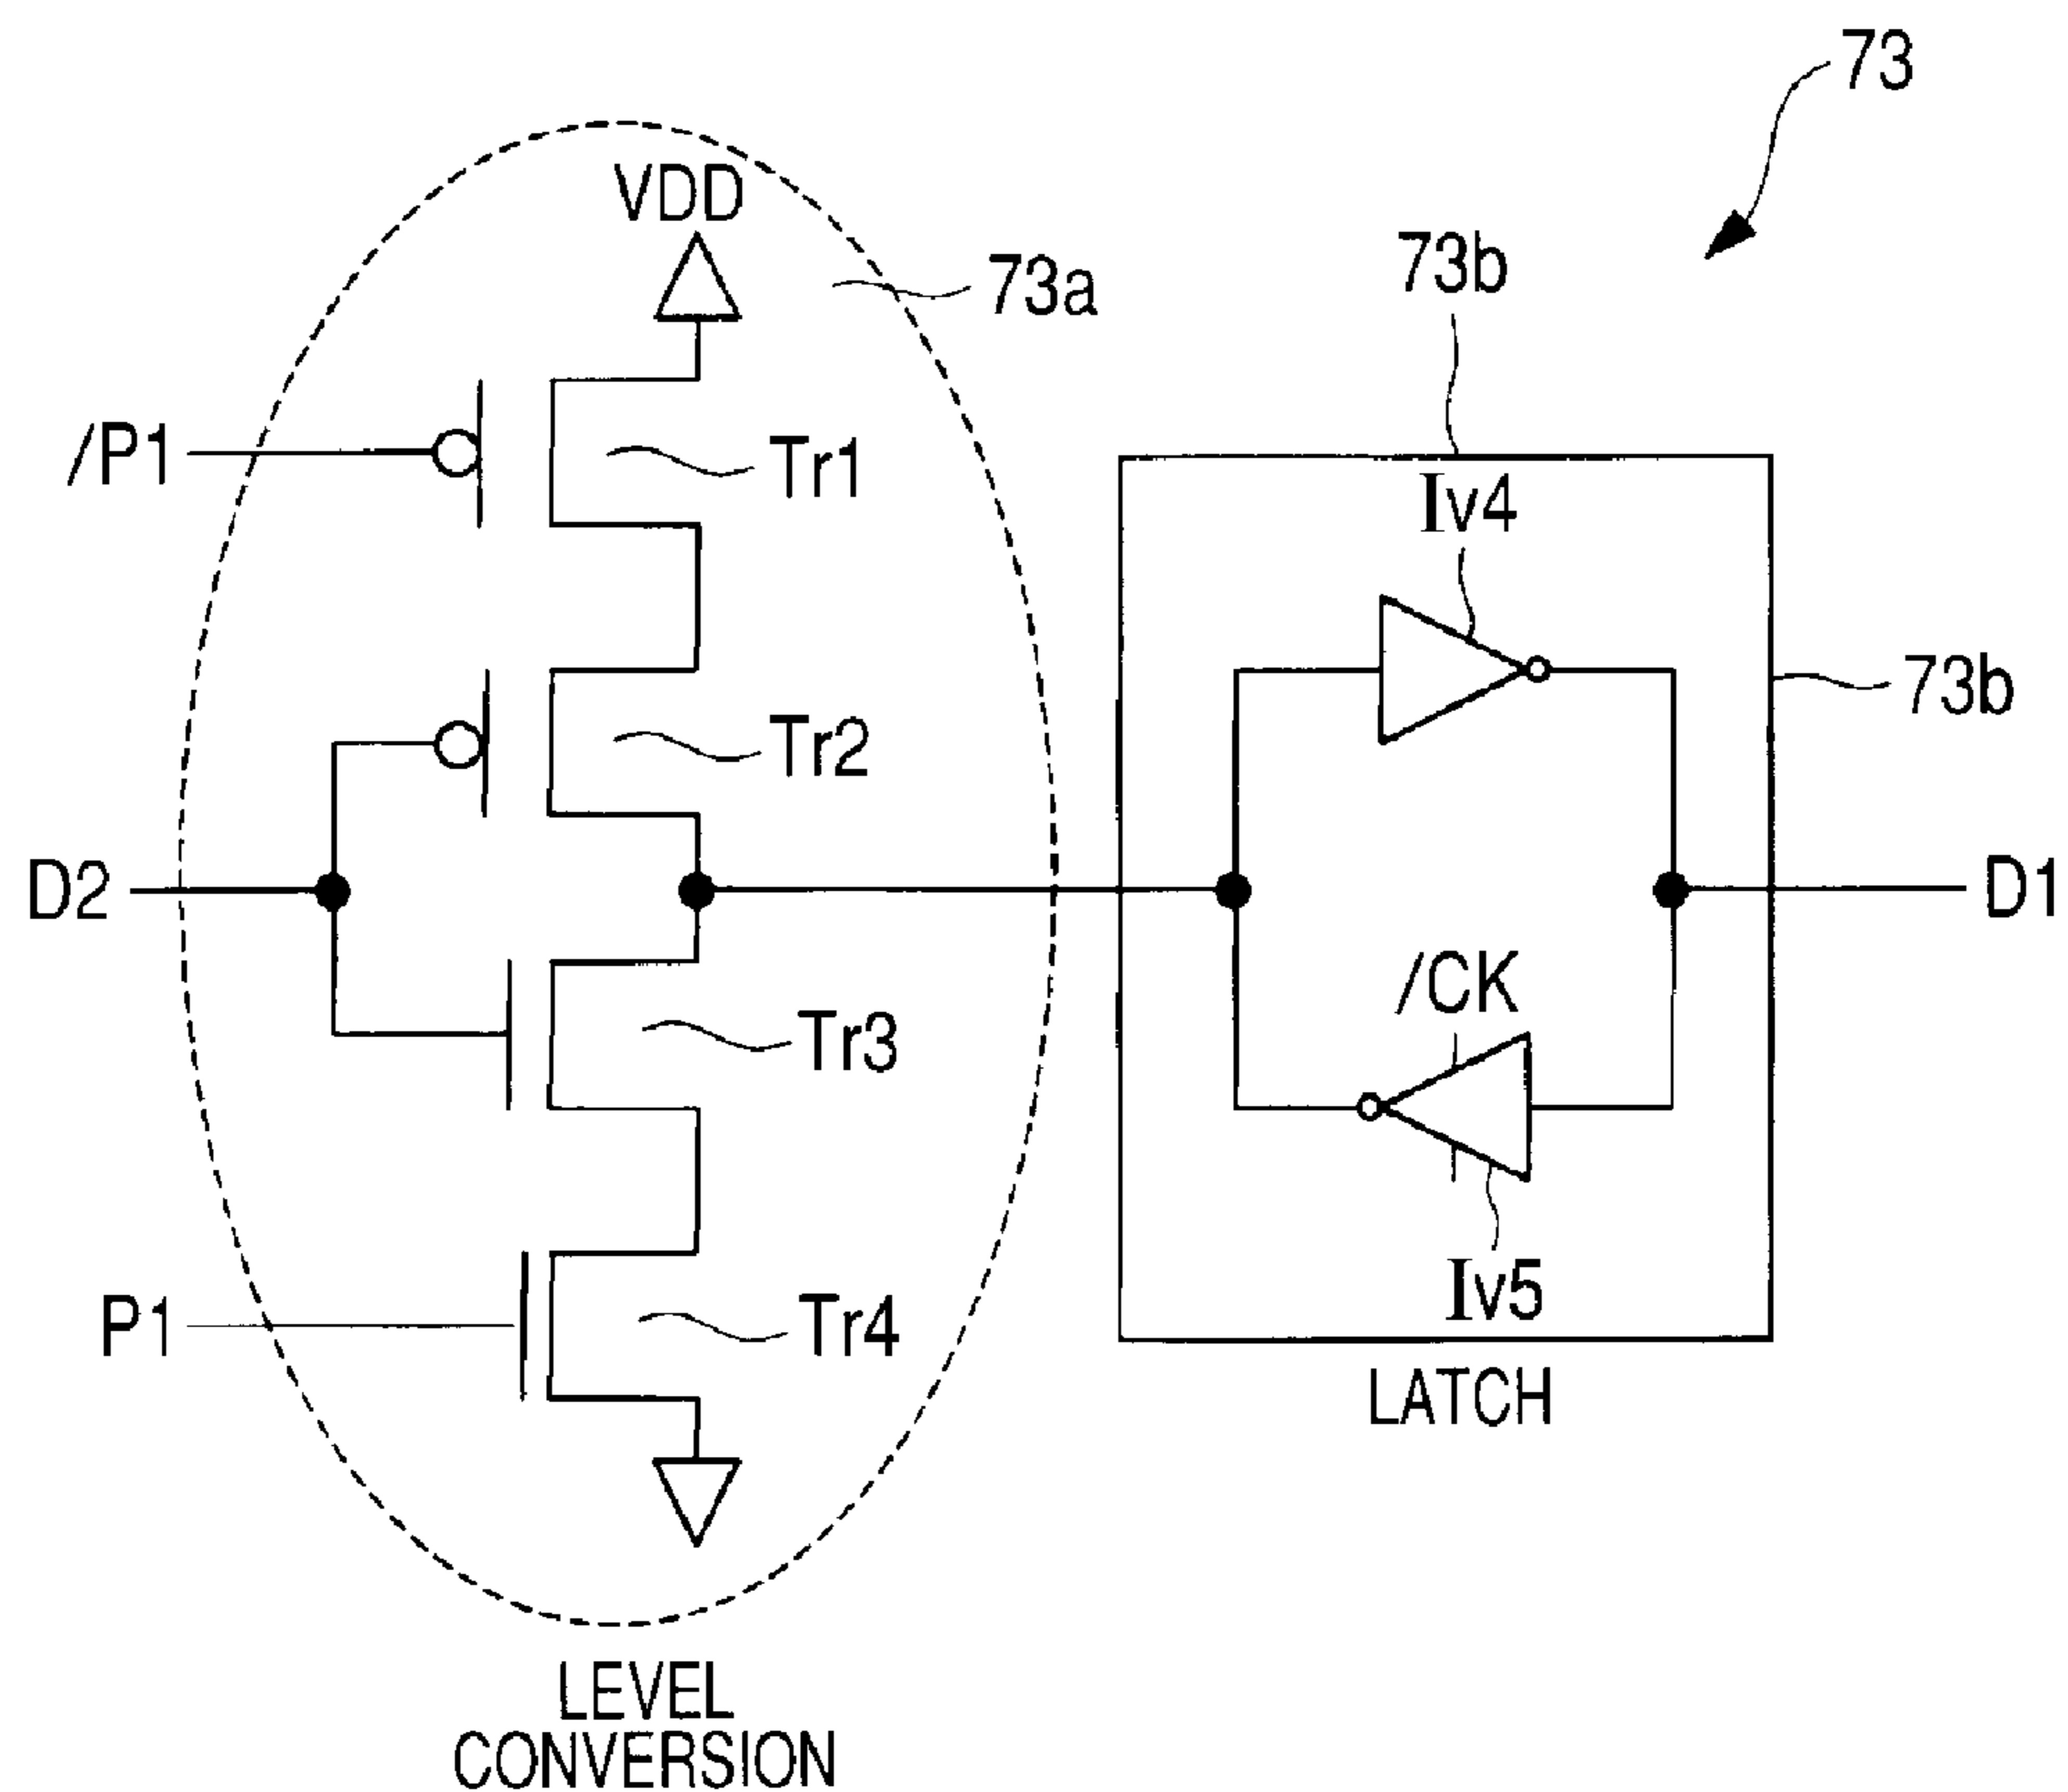 73
VDD
73a
73b
/P1
Tr1
Iv4
Tr2
73b
D2
D1
/CK
Tr3
Iv5
P1
Tr4
LATCH
LEVEL
CONVERSION